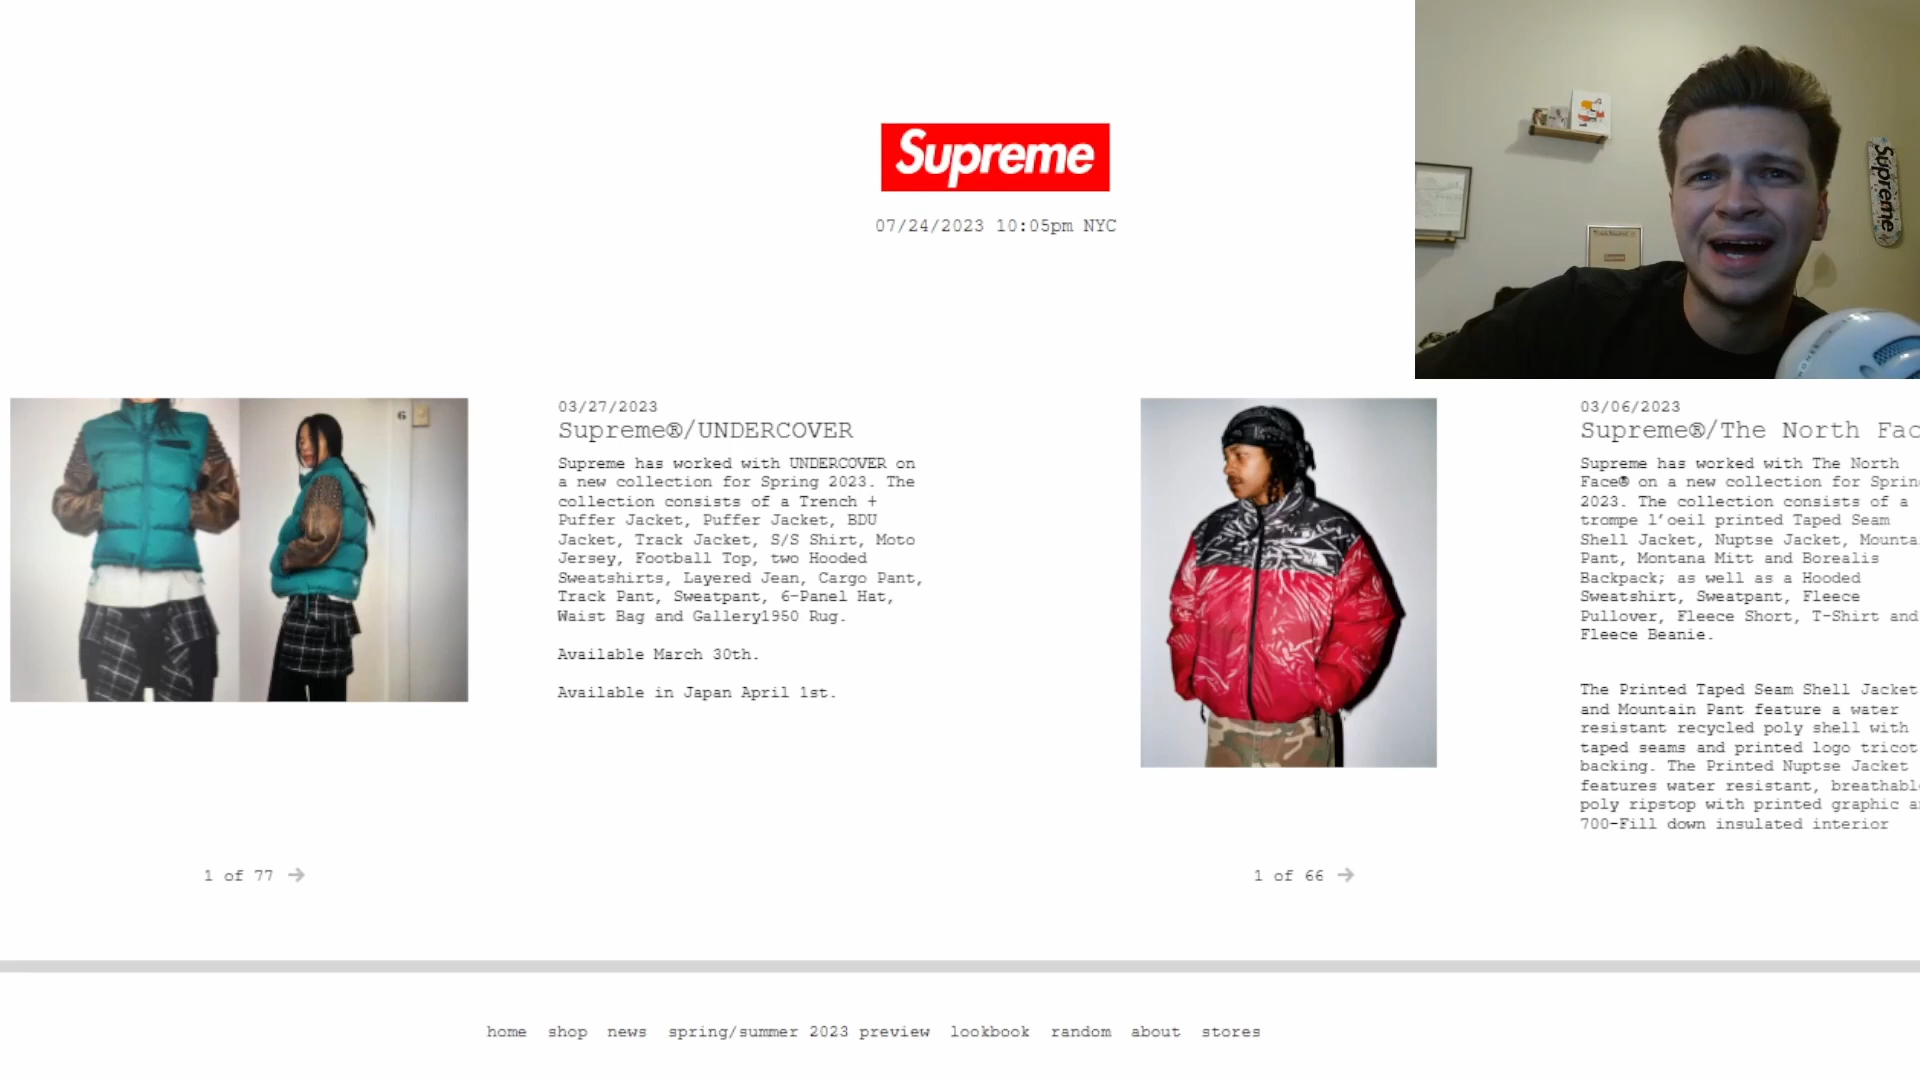 Supreme
07/24/2023 10:05pm NYC
Supreme
6
03/27/2023
Supreme®/UNDERCOVER
Supreme has worked with UNDERCOVER on
a new collection for Spring 2023. The
collection consists of a Trench +
Puffer Jacket, Puffer Jacket, BDU
Jacket, Track Jacket, S/S Shirt, Moto
Jersey, Football Top, two Hooded
Sweatshirts, Layered Jean, Cargo Pant,
Track Pant, Sweatpant, 6-Panel Hat,
Waist Bag and Gallery1950 Rug.
Available March 30th.
Available in Japan April 1st.
1 of 77 →
03/06/2023
Supreme®/The North Fac
Supreme has worked with The North
Face® on a new collection for Spring
2023. The collection consists of a
trompe l'oeil printed Taped Seam
Shell Jacket, Nuptse Jacket, Mountai
Pant, Montana Mitt and Borealis
Backpack; as well as a Hooded
Sweatshirt, Sweatpant, Fleece
Pullover, Fleece Short, T-Shirt and
Fleece Beanie.
The Printed Taped Seam Shell Jacket
and Mountain Pant feature a water
resistant recycled poly shell with
taped seams and printed logo tricot
backing. The Printed Nuptse Jacket
features water resistant, breathable
poly ripstop with printed graphic an
700-Fill down insulated interior
1 of 66 →
home shop news spring/summer 2023 preview lookbook random about stores